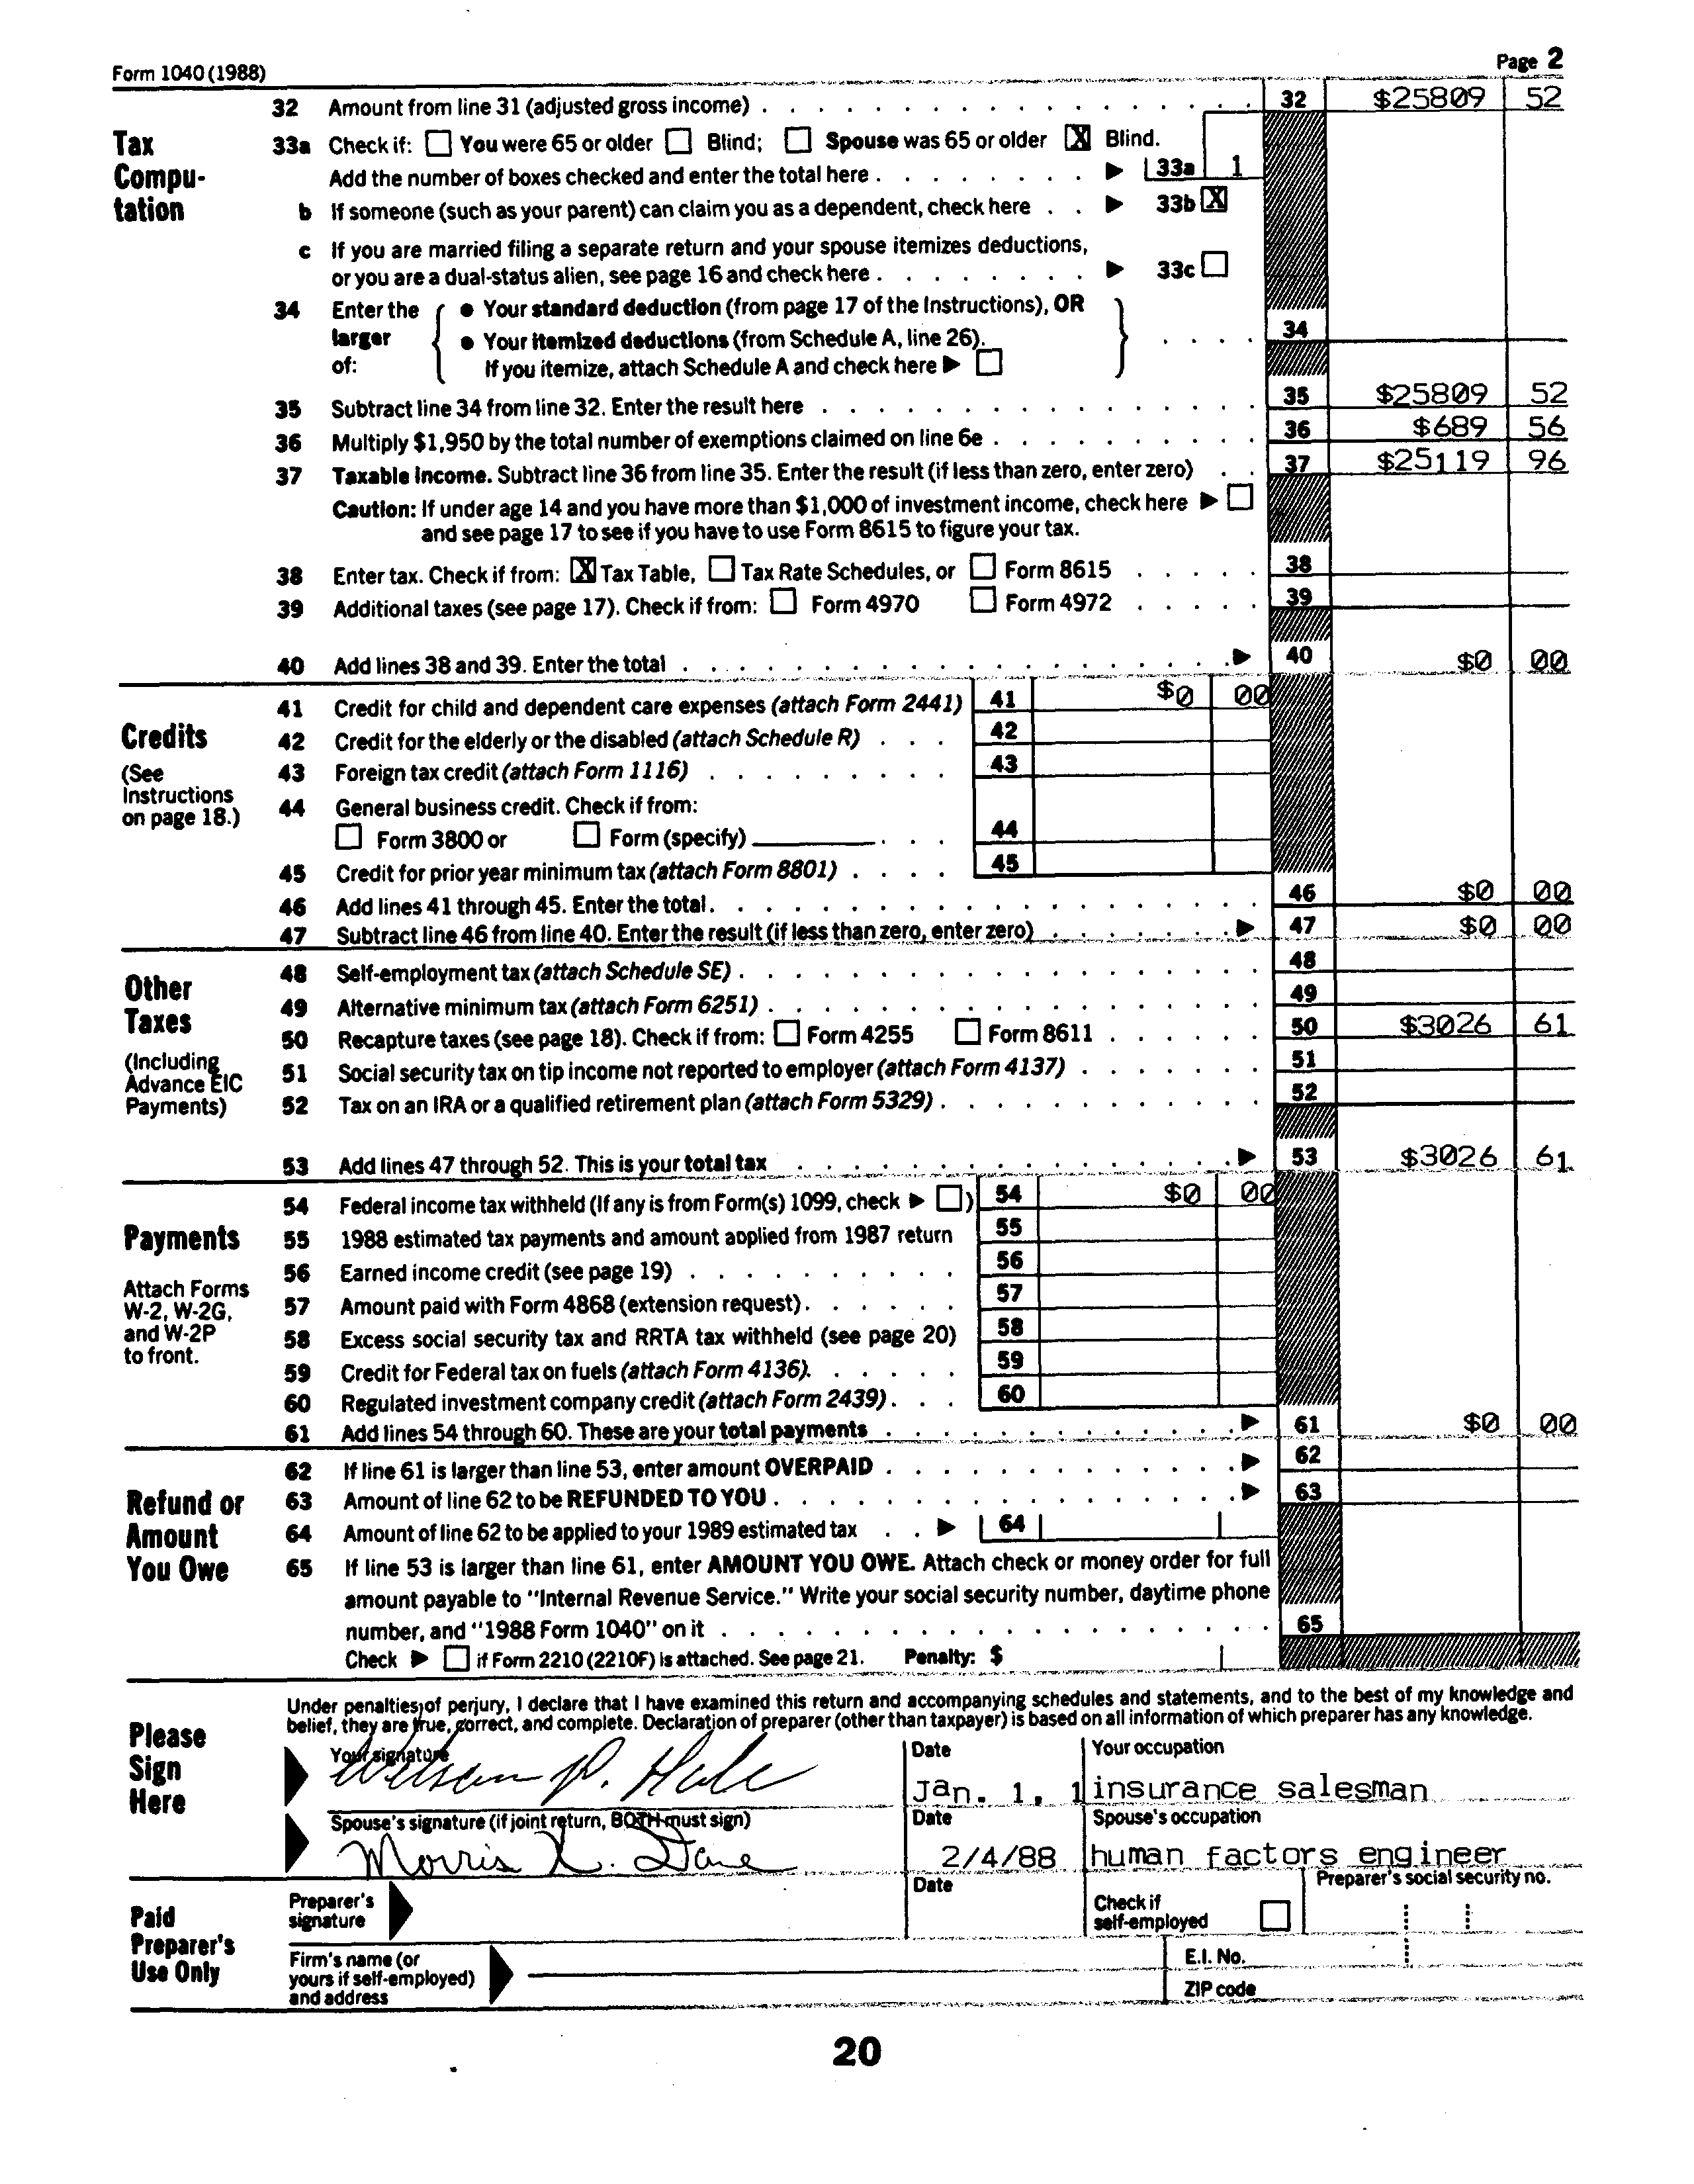 Form 1040 (1988) Page 2
32 Amount from line 31 (adjusted gross income) 32 $25809 52
Tax Compu-tation
33a Check if: You were 65 or older Blind; Spouse was 65 or older X Blind.
Add the number of boxes checked and enter the total here 33a 1
b If someone (such as your parent) can claim you as a dependent, check here 33b X
c If you are married filing a separate return and your spouse itemizes deductions,
or you are a dual-status alien, see page 16 and check here 33c
34 Enter the larger of:
• Your standard deduction (from page 17 of the Instructions), OR
• Your itemized deductions (from Schedule A, line 26). 34
If you itemize, attach Schedule A and check here
35 Subtract line 34 from line 32. Enter the result here 35 $25809 52
36 Multiply $1,950 by the total number of exemptions claimed on line 6e 36 $689 56
37 Taxable income. Subtract line 36 from line 35. Enter the result (if less than zero, enter zero) 37 $25119 96
Caution: If under age 14 and you have more than $1,000 of investment income, check here
and see page 17 to see if you have to use Form 8615 to figure your tax.
38 Enter tax. Check if from: X Tax Table, Tax Rate Schedules, or Form 8615 38
39 Additional taxes (see page 17). Check if from: Form 4970 Form 4972 39
40 Add lines 38 and 39. Enter the total 40 $0 00
Credits
(See Instructions on page 18.)
41 Credit for child and dependent care expenses (attach Form 2441) 41 $0 00
42 Credit for the elderly or the disabled (attach Schedule R) 42
43 Foreign tax credit (attach Form 1116) 43
44 General business credit. Check if from:
Form 3800 or Form (specify) 44
45 Credit for prior year minimum tax (attach Form 8801) 45
46 Add lines 41 through 45. Enter the total. 46 $0 00
47 Subtract line 46 from line 40. Enter the result (if less than zero, enter zero) 47 $0 00
Other Taxes
(Including Advance EIC Payments)
48 Self-employment tax (attach Schedule SE) 48
49 Alternative minimum tax (attach Form 6251) 49
50 Recapture taxes (see page 18). Check if from: Form 4255 Form 8611 50 $3026 61
51 Social security tax on tip income not reported to employer (attach Form 4137) 51
52 Tax on an IRA or a qualified retirement plan (attach Form 5329) 52
53 Add lines 47 through 52. This is your total tax 53 $3026 61
Payments
Attach Forms W-2, W-2G, and W-2P to front.
54 Federal income tax withheld (If any is from Form(s) 1099, check ) 54 $0 00
55 1988 estimated tax payments and amount applied from 1987 return 55
56 Earned income credit (see page 19) 56
57 Amount paid with Form 4868 (extension request) 57
58 Excess social security tax and RRTA tax withheld (see page 20) 58
59 Credit for Federal tax on fuels (attach Form 4136). 59
60 Regulated investment company credit (attach Form 2439) 60
61 Add lines 54 through 60. These are your total payments 61 $0 00
Refund or Amount You Owe
62 If line 61 is larger than line 53, enter amount OVERPAID 62
63 Amount of line 62 to be REFUNDED TO YOU 63
64 Amount of line 62 to be applied to your 1989 estimated tax 64
65 If line 53 is larger than line 61, enter AMOUNT YOU OWE. Attach check or money order for full
amount payable to "Internal Revenue Service." Write your social security number, daytime phone
number, and "1988 Form 1040" on it 65
Check if Form 2210 (2210F) is attached. See page 21. Penalty: $
Please Sign Here
Under penalties of perjury, I declare that I have examined this return and accompanying schedules and statements, and to the best of my knowledge and
belief, they are true, correct, and complete. Declaration of preparer (other than taxpayer) is based on all information of which preparer has any knowledge.
Your signature Date Your occupation
P. Jan. 1, 1 insurance salesman
Spouse's signature (if joint return, BOTH must sign) Date Spouse's occupation
Morris 2/4/88 human factors engineer
Paid Preparer's Use Only
Preparer's signature Date Check if self-employed Preparer's social security no.
Firm's name (or yours if self-employed) and address E.I. No.
ZIP code
20